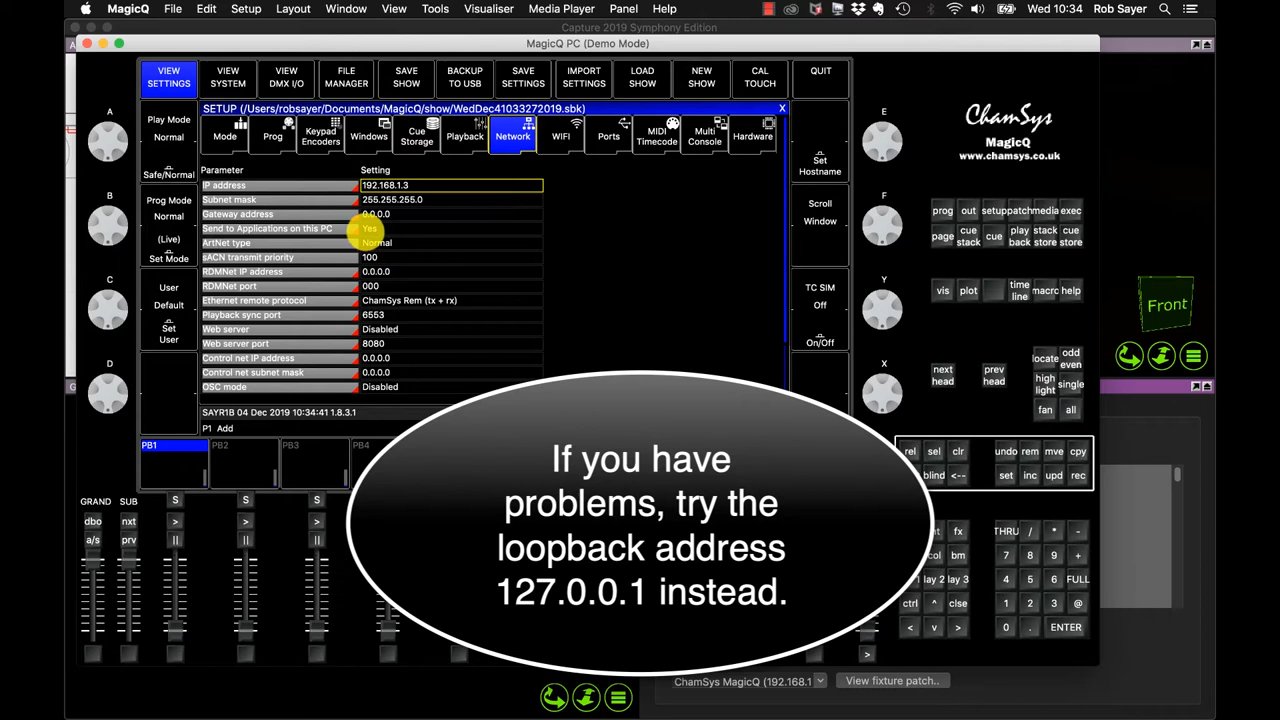 MagicQ File Edit Setup Layout Window View Tools Visualiser Media Player Panel Help Wed Dec 10:34 Rob Sayer
Capture 2019 Symphony Edition
MagicQ PC (Demo Mode)
VIEW SETTINGS
VIEW SYSTEM
VIEW DMX I/O
FILE MANAGER
SAVE SHOW
BACKUP TO USB
SAVE SETTINGS
IMPORT SETTINGS
LOAD SHOW
NEW SHOW
CAL TOUCH
QUIT
SETUP (/Users/robsayer/Documents/MagicQ/show/WedDec41033272019.sbk) X
Mode Prog Keypad Encoders Windows Cue Storage Playback Network WIFI Ports MIDI Timecode Multi Console Hardware
Parameter Setting
IP address 192.168.1.3
Subnet mask 255.255.255.0
Gateway address 0.0.0.0
Send to Applications on this PC Yes
ArtNet type Normal
sACN transmit priority 100
RDMNet IP address 0.0.0.0
RDMNet port 000
Ethernet remote protocol ChamSys Rem (tx + rx)
Playback sync port 6553
Web server Disabled
Web server port 8080
Control net IP address 0.0.0.0
Control net subnet mask 0.0.0.0
OSC mode Disabled
SAYR1B 04 Dec 2019 10:34:41 1.8.3.1
P1 Add
A
B
C
D
Play Mode
Normal
Safe/Normal
Prog Mode
Normal
(Live)
Set Mode
User
Default
Set
User
Set
Hostname
Scroll
Window
TC SIM
Off
On/Off
E
F
Y
X
ChamSys
MagicQ
www.chamsys.co.uk
prog out setup patch media exec
page cue stack cue play back stack store cue store
vis plot time line macro help
next head prev head
locate odd even
high light single
fan all
Front
PB1 PB2 PB3 PB4
rel sel clr undo rem mve cpy
blind <-- set inc upd rec
GRAND SUB S S S
dbo nxt > > >
a/s prv || || ||
fx THRU / * -
col bm 7 8 9 +
lay 2 lay 3 4 5 6 FULL
ctrl ^ clse 1 2 3 @
< v > 0 . ENTER
>
If you have
problems, try the
loopback address
127.0.0.1 instead.
ChamSys MagicQ (192.168.1 View fixture patch..